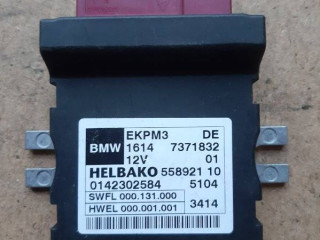 EKPM3 DE
BMW 1614 7371832
12V 01
HELBAKO 558921 10
0142302584 5104
SWFL 000.131.000
HWEL 000.001.001 3414